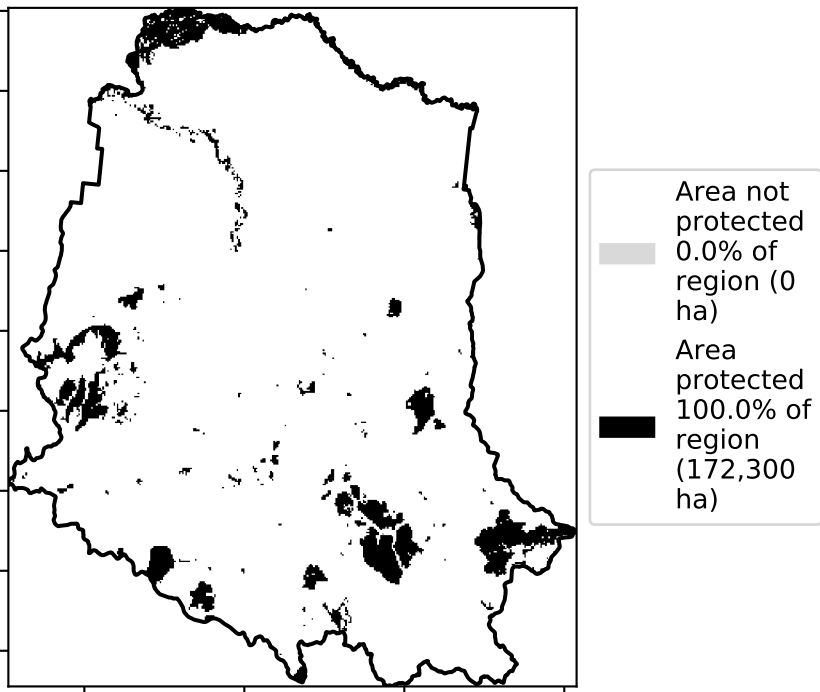 Area not
protected
0.0% of
region (0
ha)
Area
protected
100.0% of
region
(172,300
ha)